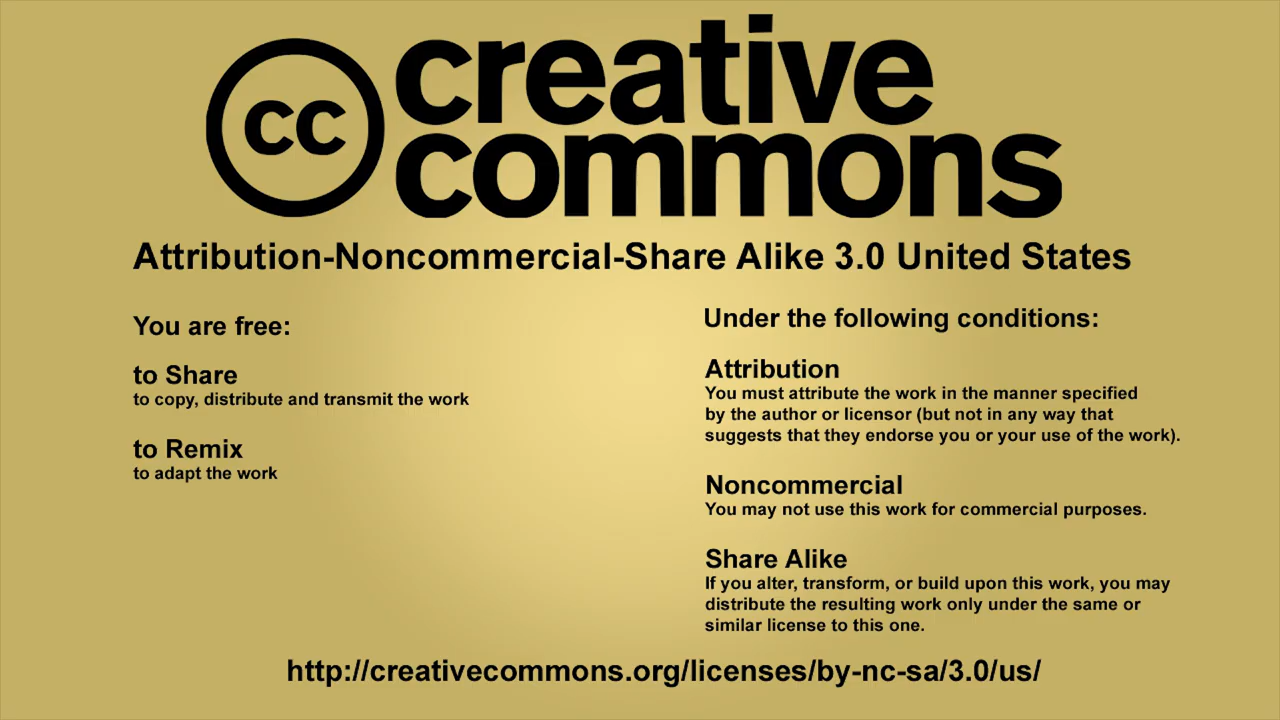 cc creative
commons
Attribution-Noncommercial-Share Alike 3.0 United States
You are free:
to Share
to copy, distribute and transmit the work
to Remix
to adapt the work
Under the following conditions:
Attribution
You must attribute the work in the manner specified
by the author or licensor (but not in any way that
suggests that they endorse you or your use of the work).
Noncommercial
You may not use this work for commercial purposes.
Share Alike
If you alter, transform, or build upon this work, you may
distribute the resulting work only under the same or
similar license to this one.
http://creativecommons.org/licenses/by-nc-sa/3.0/us/